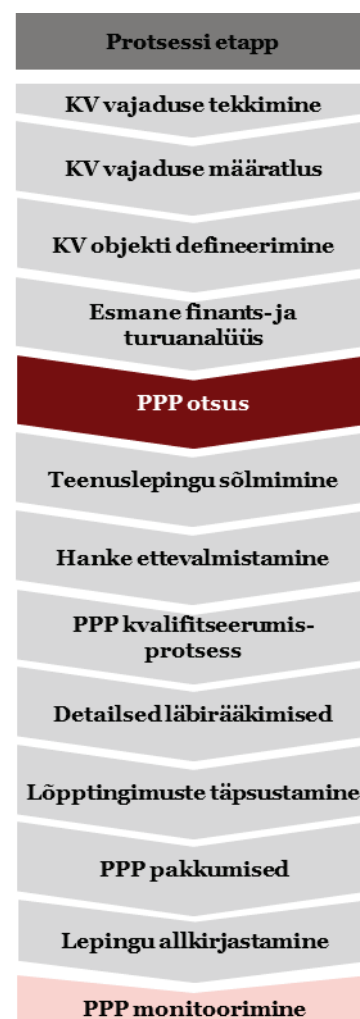 Protsessi etapp
KV vajaduse tekkimine
KV vajaduse määratlus
KV objekti defineerimine
Esmane finants- ja
turuanalüüs
PPP otsus
Teenuslepingu sõlmimine
Hanke ettevalmistamine
PPP kvalifitseerumis-
protsess
Detailsed läbirääkimised
Lõpptingimuste täpsustamine
PPP pakkumised
Lepingu allkirjastamine
PPP monitoorimine